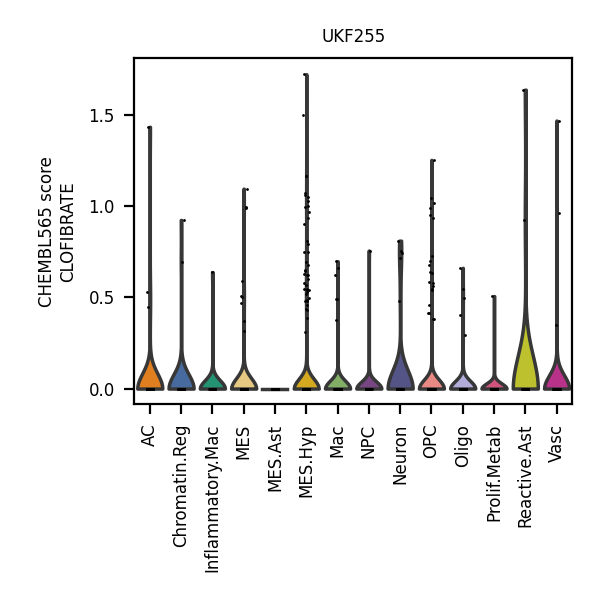 UKF255
CHEMBL565 score
CLOFIBRATE
1.5
1.0
0.5
0.0
AC
Chromatin.Reg
Inflammatory.Mac
MES
MES.Ast
MES.Hyp
Mac
NPC
Neuron
OPC
Oligo
Prolif.Metab
Reactive.Ast
Vasc